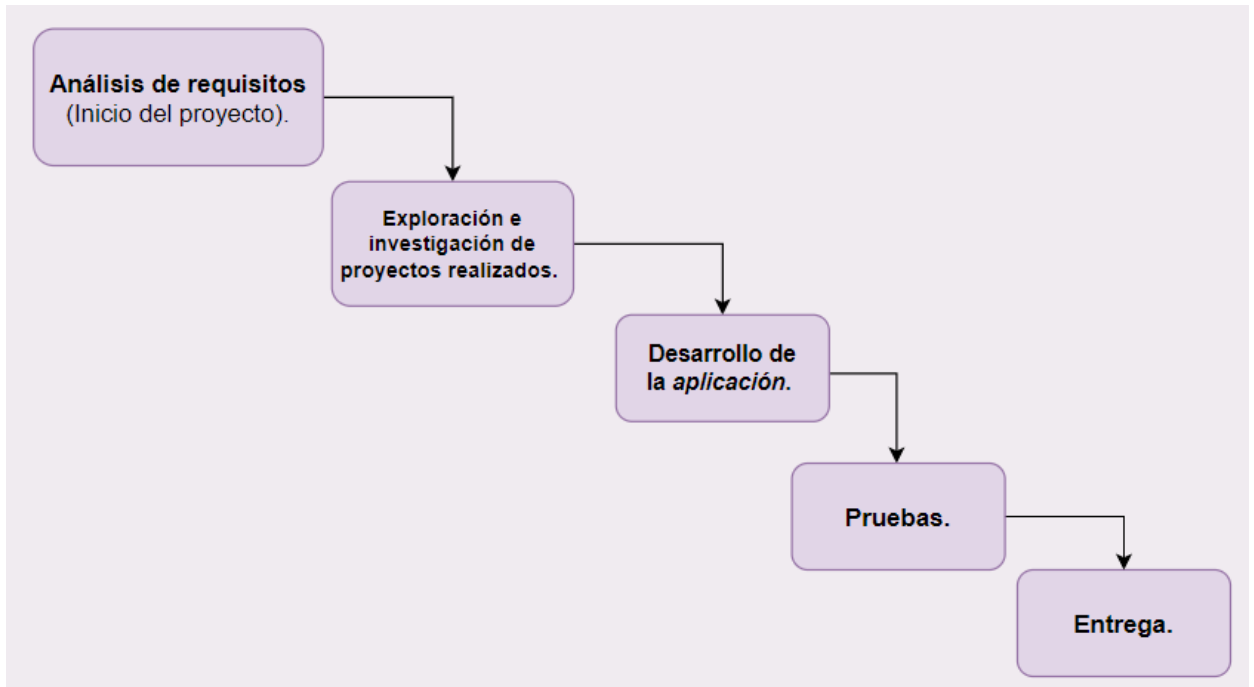 Análisis de requisitos
(Inicio del proyecto).
Exploración e
investigación de
proyectos realizados.
Desarrollo de
la aplicación.
Pruebas.
Entrega.